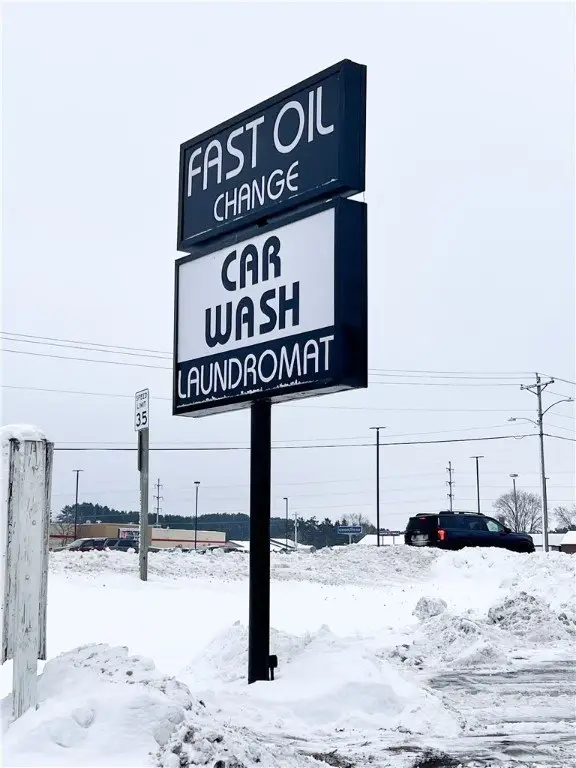 FAST OIL
CHANGE
CAR
WASH
LAUNDROMAT
SPEED
LIMIT
35